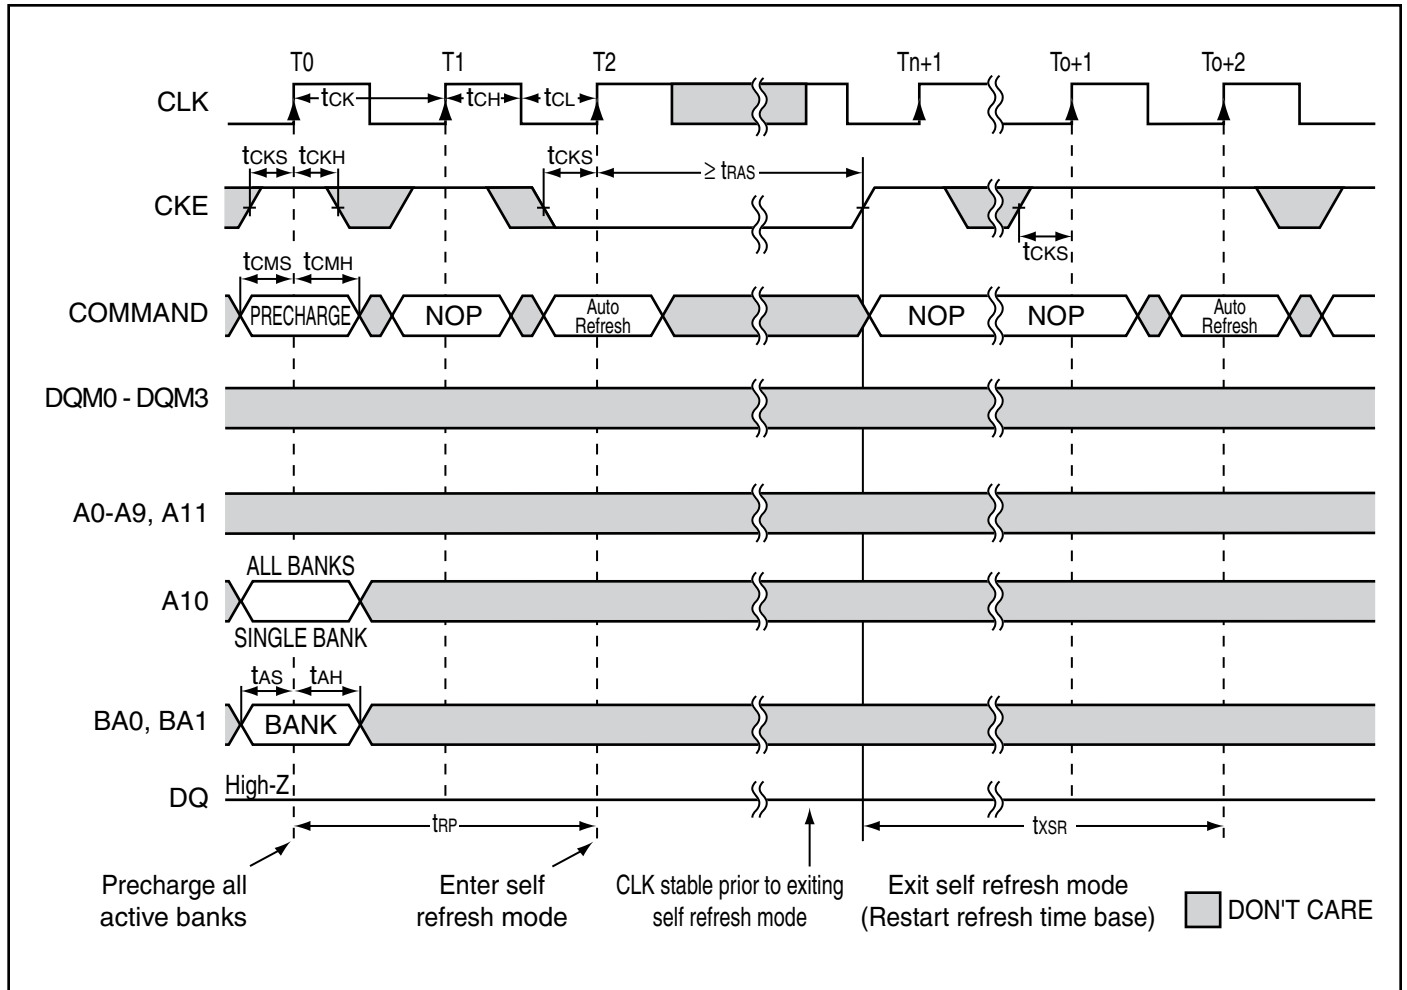 T0 T1 T2 Tn+1 To+1 To+2
CLK tCK tCH tCL
tCKS tCKH tCKS ≥ tRAS
CKE
tCKS
tCMS tCMH
COMMAND PRECHARGE NOP Auto Refresh NOP NOP Auto Refresh
DQM0 - DQM3
A0-A9, A11
ALL BANKS
A10
SINGLE BANK
tAS tAH
BA0, BA1 BANK
DQ High-Z
tRP tXSR
Precharge all
active banks
Enter self
refresh mode
CLK stable prior to exiting
self refresh mode
Exit self refresh mode
(Restart refresh time base)
DON'T CARE